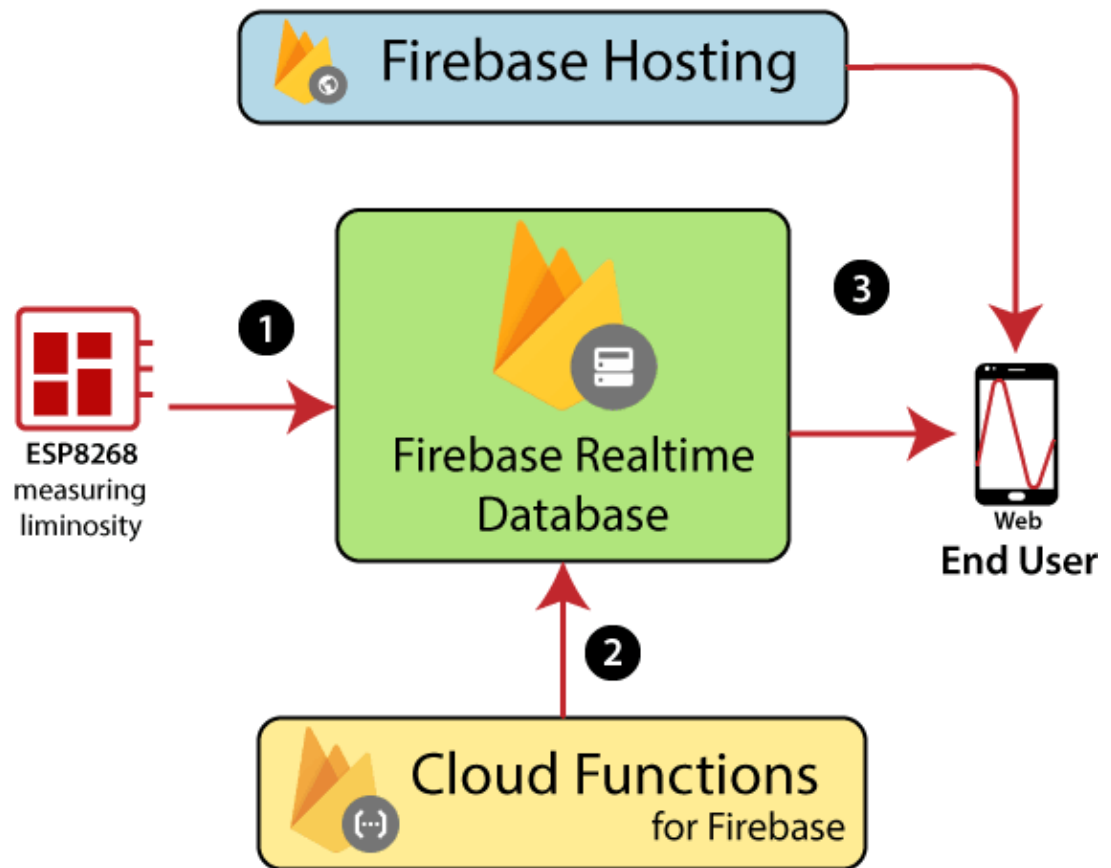 Firebase Hosting
1
3
ESP8268
measuring
liminosity
Firebase Realtime
Database
Web
End User
2
Cloud Functions
for Firebase